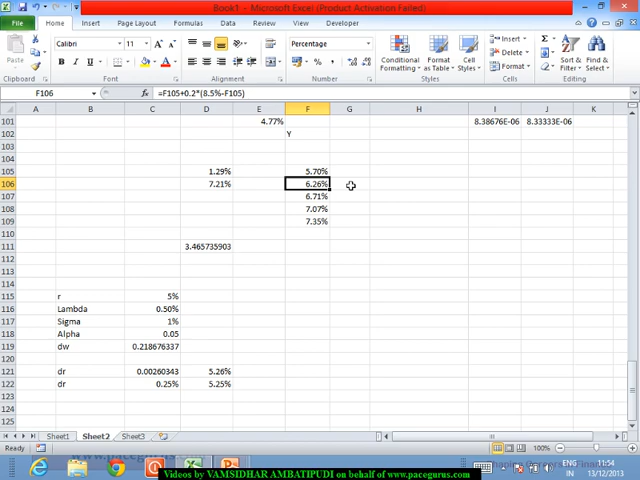 Book1 - Microsoft Excel (Product Activation Failed)
File Home Insert Page Layout Formulas Data Review View Developer
Paste
Calibri 11
B I U
General
%
Conditional Formatting
Format as Table
Cell Styles
Insert
Delete
Format
Sort & Filter
Find & Select
Clipboard Font Alignment Number Styles Cells Editing
F106 fx =F105+0.2*(8.5%-F105)
A B C D E F G H I J K
101 4.77% 8.38676E-06 8.33333E-06
102 Y
103
104
105 1.29% 5.70%
106 7.21% 6.26%
107 6.71%
108 7.07%
109 7.35%
110
111 3.465735903
112
113
114
115 r 5%
116 Lambda 0.50%
117 Sigma 1%
118 Alpha 0.05
119 dw 0.218676337
120
121 dr 0.00260343 5.26%
122 dr 0.25% 5.25%
123
124
125
Sheet1 Sheet2 Sheet3
Ready 100%
www.pacegurus.com
ENG 11:54
IN 13/12/2013
Videos by VAMSIDHAR AMBATIPUDI on behalf of www.pacegurus.com